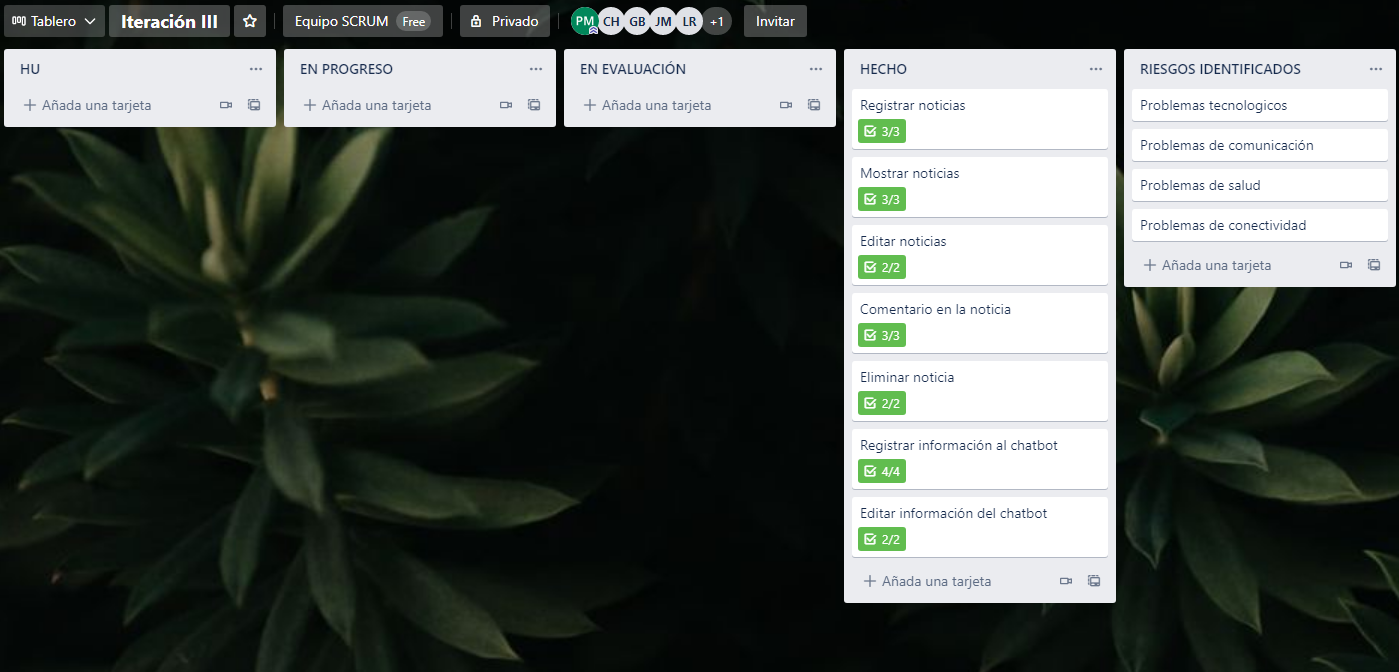 Tablero
Iteración III
Equipo SCRUM Free
Privado
PM CH GB JM LR +1
Invitar
HU
Añada una tarjeta
EN PROGRESO
Añada una tarjeta
EN EVALUACIÓN
Añada una tarjeta
HECHO
Registrar noticias
3/3
Mostrar noticias
3/3
Editar noticias
2/2
Comentario en la noticia
3/3
Eliminar noticia
2/2
Registrar información al chatbot
4/4
Editar información del chatbot
2/2
Añada una tarjeta
RIESGOS IDENTIFICADOS
Problemas tecnologicos
Problemas de comunicación
Problemas de salud
Problemas de conectividad
Añada una tarjeta